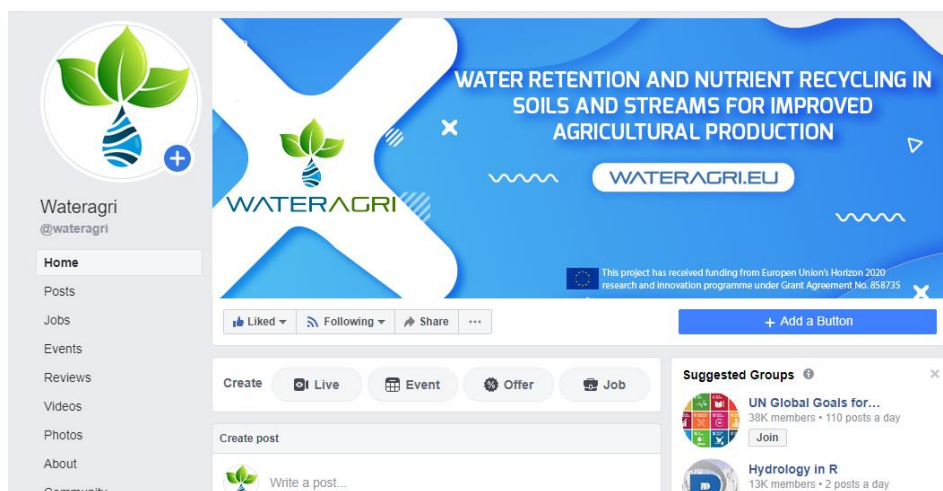 WATER RETENTION AND NUTRIENT RECYCLING IN
SOILS AND STREAMS FOR IMPROVED
AGRICULTURAL PRODUCTION
WATERAGRI.EU
WATERAGRI
This project has received funding from Europen Union's Horizon 2020
research and innovation programme under Grant Agreement No. 858735
Wateragri
@wateragri
Home
Posts
Jobs
Events
Reviews
Videos
Photos
About
Community
Liked
Following
Share
+ Add a Button
Create
Live
Event
Offer
Job
Create post
Write a post...
Suggested Groups
UN Global Goals for...
38K members • 110 posts a day
Join
Hydrology in R
13K members • 2 posts a day